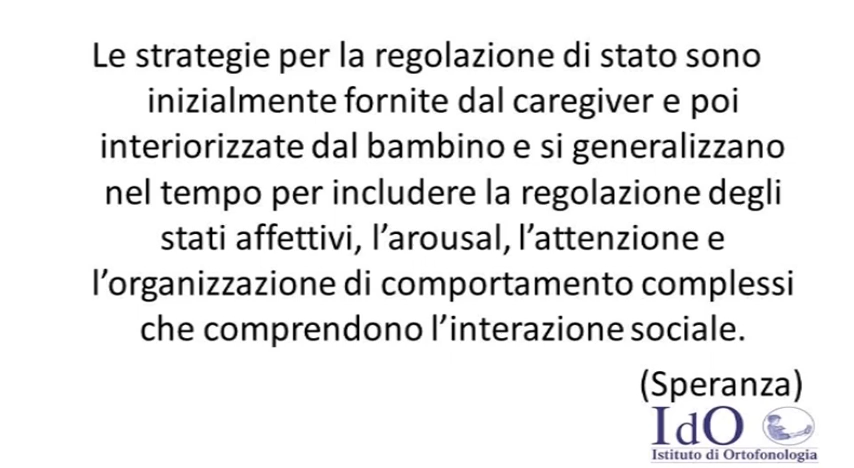 Le strategie per la regolazione di stato sono
inizialmente fornite dal caregiver e poi
interiorizzate dal bambino e si generalizzano
nel tempo per includere la regolazione degli
stati affettivi, l’arousal, l’attenzione e
l’organizzazione di comportamento complessi
che comprendono l’interazione sociale.
(Speranza)
IdO
Istituto di Ortofonologia